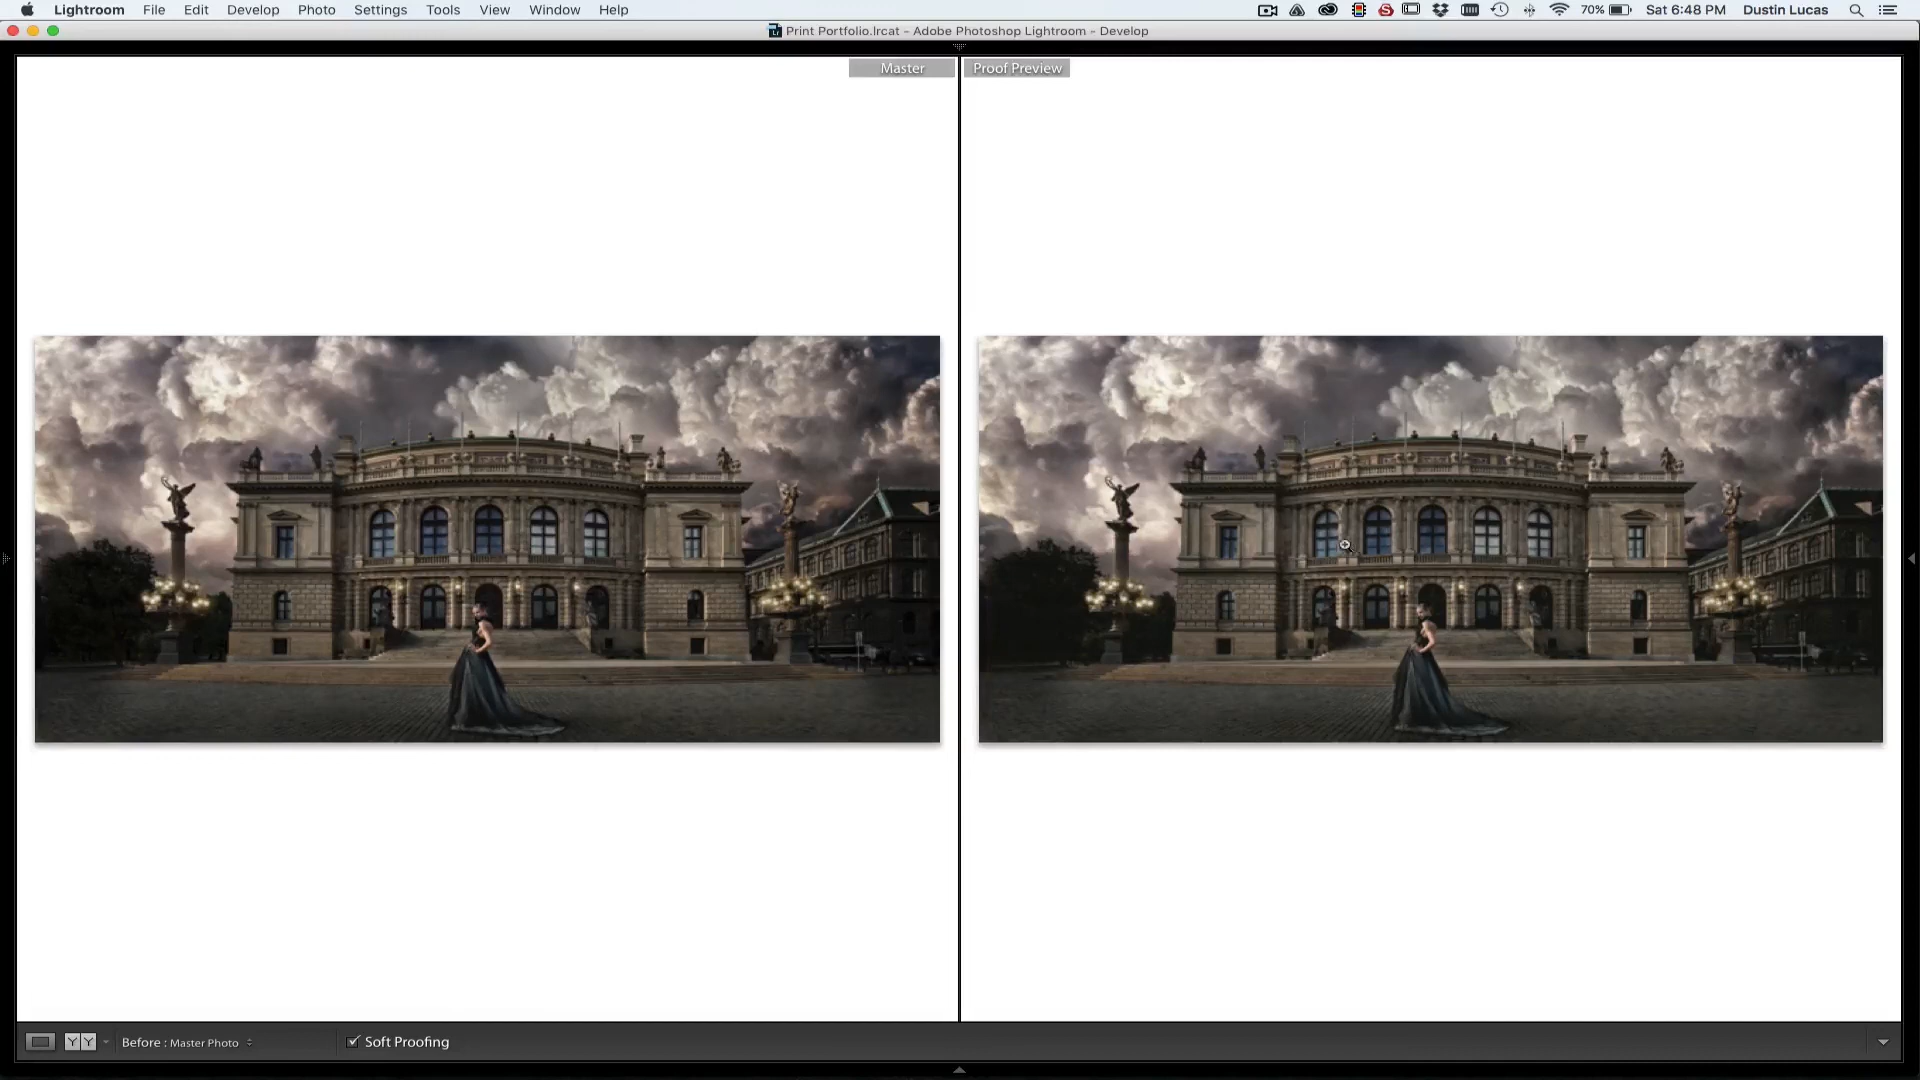 Lightroom File Edit Develop Photo Settings Tools View Window Help 70% Sat 6:48 PM Dustin Lucas
Print Portfolio.lrcat - Adobe Photoshop Lightroom - Develop
Master Proof Preview
YY Before : Master Photo Soft Proofing